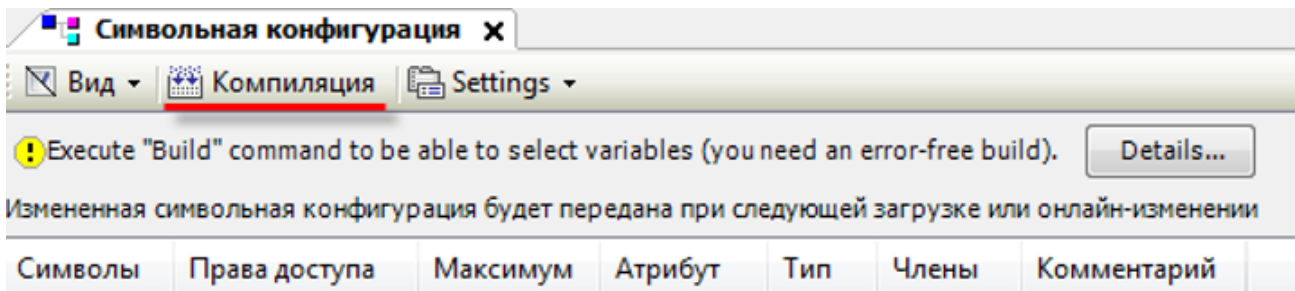 Символьная конфигурация
Вид Компиляция Settings
Execute "Build" command to be able to select variables (you need an error-free build). Details...
Измененная символьная конфигурация будет передана при следующей загрузке или онлайн-изменении
Символы Права доступа Максимум Атрибут Тип Члены Комментарий